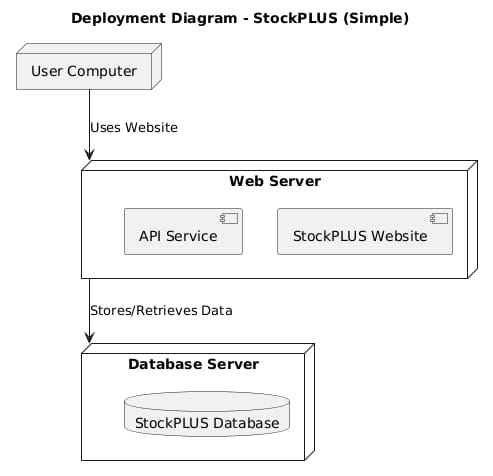 Deployment Diagram - StockPLUS (Simple)
User Computer
Uses Website
Web Server
API Service
StockPLUS Website
Stores/Retrieves Data
Database Server
StockPLUS Database